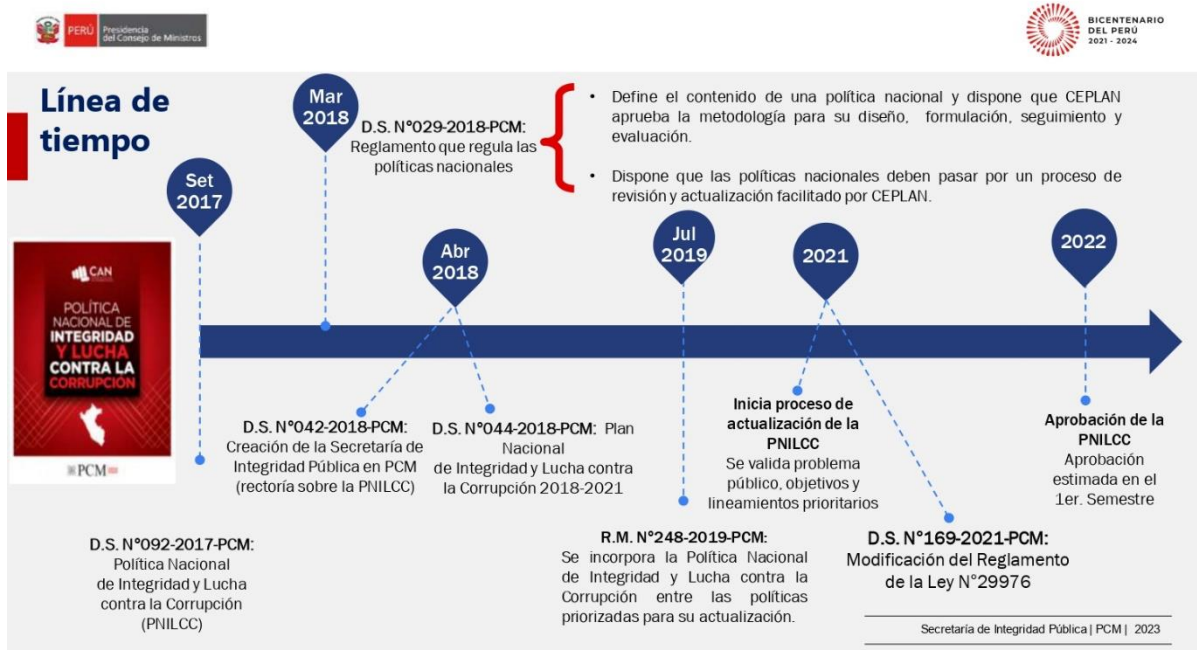 PERÚ
Presidencia
del Consejo de Ministros
BICENTENARIO
DEL PERÚ
2021 - 2024
Línea de
tiempo
Set
2017
Mar
2018
D.S. N°029-2018-PCM:
Reglamento que regula las
políticas nacionales
• Define el contenido de una política nacional y dispone que CEPLAN
aprueba la metodología para su diseño, formulación, seguimiento y
evaluación.
• Dispone que las políticas nacionales deben pasar por un proceso de
revisión y actualización facilitado por CEPLAN.
Abr
2018
Jul
2019
2021
2022
CAN
POLÍTICA
NACIONAL DE
INTEGRIDAD
Y LUCHA
CONTRA LA
CORRUPCIÓN
PCM
D.S. N°092-2017-PCM:
Política Nacional
de Integridad y Lucha
contra la Corrupción
(PNILCC)
D.S. N°042-2018-PCM:
Creación de la Secretaría de
Integridad Pública en PCM
(rectoría sobre la PNILCC)
D.S. N°044-2018-PCM: Plan
Nacional
de Integridad y Lucha contra
la Corrupción 2018-2021
R.M. N°248-2019-PCM:
Se incorpora la Política Nacional
de Integridad y Lucha contra la
Corrupción entre las políticas
priorizadas para su actualización.
Inicia proceso de
actualización de la
PNILCC
Se valida problema
público, objetivos y
lineamientos prioritarios
D.S. N°169-2021-PCM:
Modificación del Reglamento
de la Ley N°29976
Aprobación de la
PNILCC
Aprobación
estimada en el
1er. Semestre
Secretaría de Integridad Pública | PCM | 2023